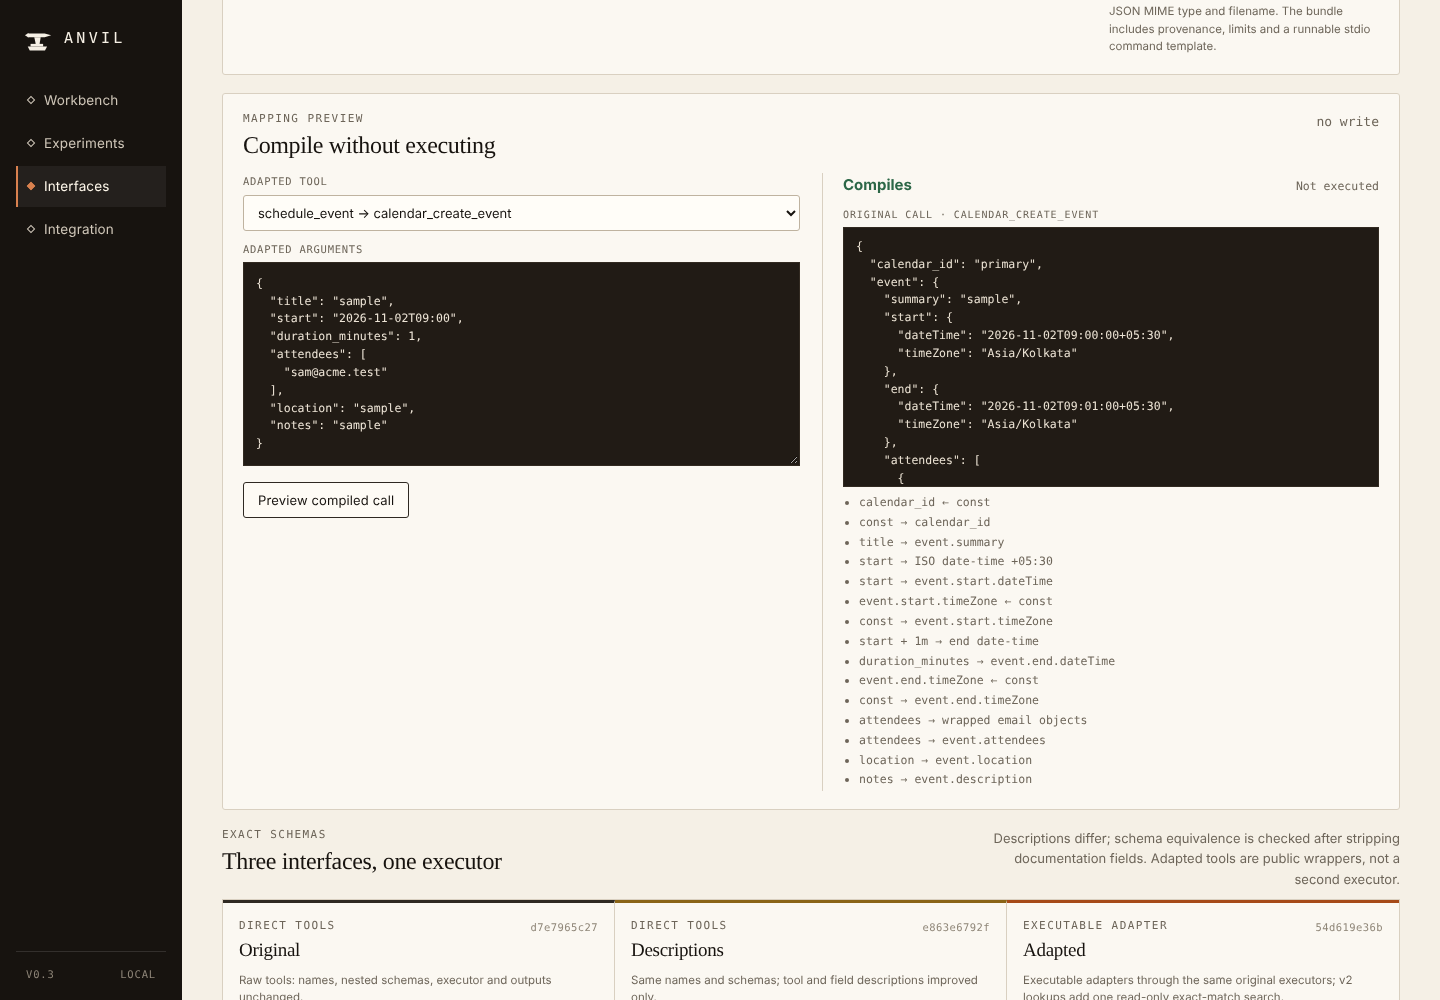 ANVIL
Workbench
Experiments
Interfaces
Integration
V0.3
LOCAL
JSON MIME type and filename. The bundle
includes provenance, limits and a runnable stdio
command template.
MAPPING PREVIEW
Compile without executing
no write
ADAPTED TOOL
schedule_event → calendar_create_event
ADAPTED ARGUMENTS
{
  "title": "sample",
  "start": "2026-11-02T09:00",
  "duration_minutes": 1,
  "attendees": [
    "sam@acme.test"
  ],
  "location": "sample",
  "notes": "sample"
}
Preview compiled call
Compiles
Not executed
ORIGINAL CALL · CALENDAR_CREATE_EVENT
{
  "calendar_id": "primary",
  "event": {
    "summary": "sample",
    "start": {
      "dateTime": "2026-11-02T09:00:00+05:30",
      "timeZone": "Asia/Kolkata"
    },
    "end": {
      "dateTime": "2026-11-02T09:01:00+05:30",
      "timeZone": "Asia/Kolkata"
    },
    "attendees": [
      {
• calendar_id ← const
• const → calendar_id
• title → event.summary
• start → ISO date-time +05:30
• start → event.start.dateTime
• event.start.timeZone ← const
• const → event.start.timeZone
• start + 1m → end date-time
• duration_minutes → event.end.dateTime
• event.end.timeZone ← const
• const → event.end.timeZone
• attendees → wrapped email objects
• attendees → event.attendees
• location → event.location
• notes → event.description
EXACT SCHEMAS
Three interfaces, one executor
Descriptions differ; schema equivalence is checked after stripping
documentation fields. Adapted tools are public wrappers, not a
second executor.
DIRECT TOOLS
d7e7965c27
Original
Raw tools: names, nested schemas, executor and outputs
unchanged.
DIRECT TOOLS
e863e6792f
Descriptions
Same names and schemas; tool and field descriptions improved
only.
EXECUTABLE ADAPTER
54d619e36b
Adapted
Executable adapters through the same original executors; v2
lookups add one read-only exact-match search.